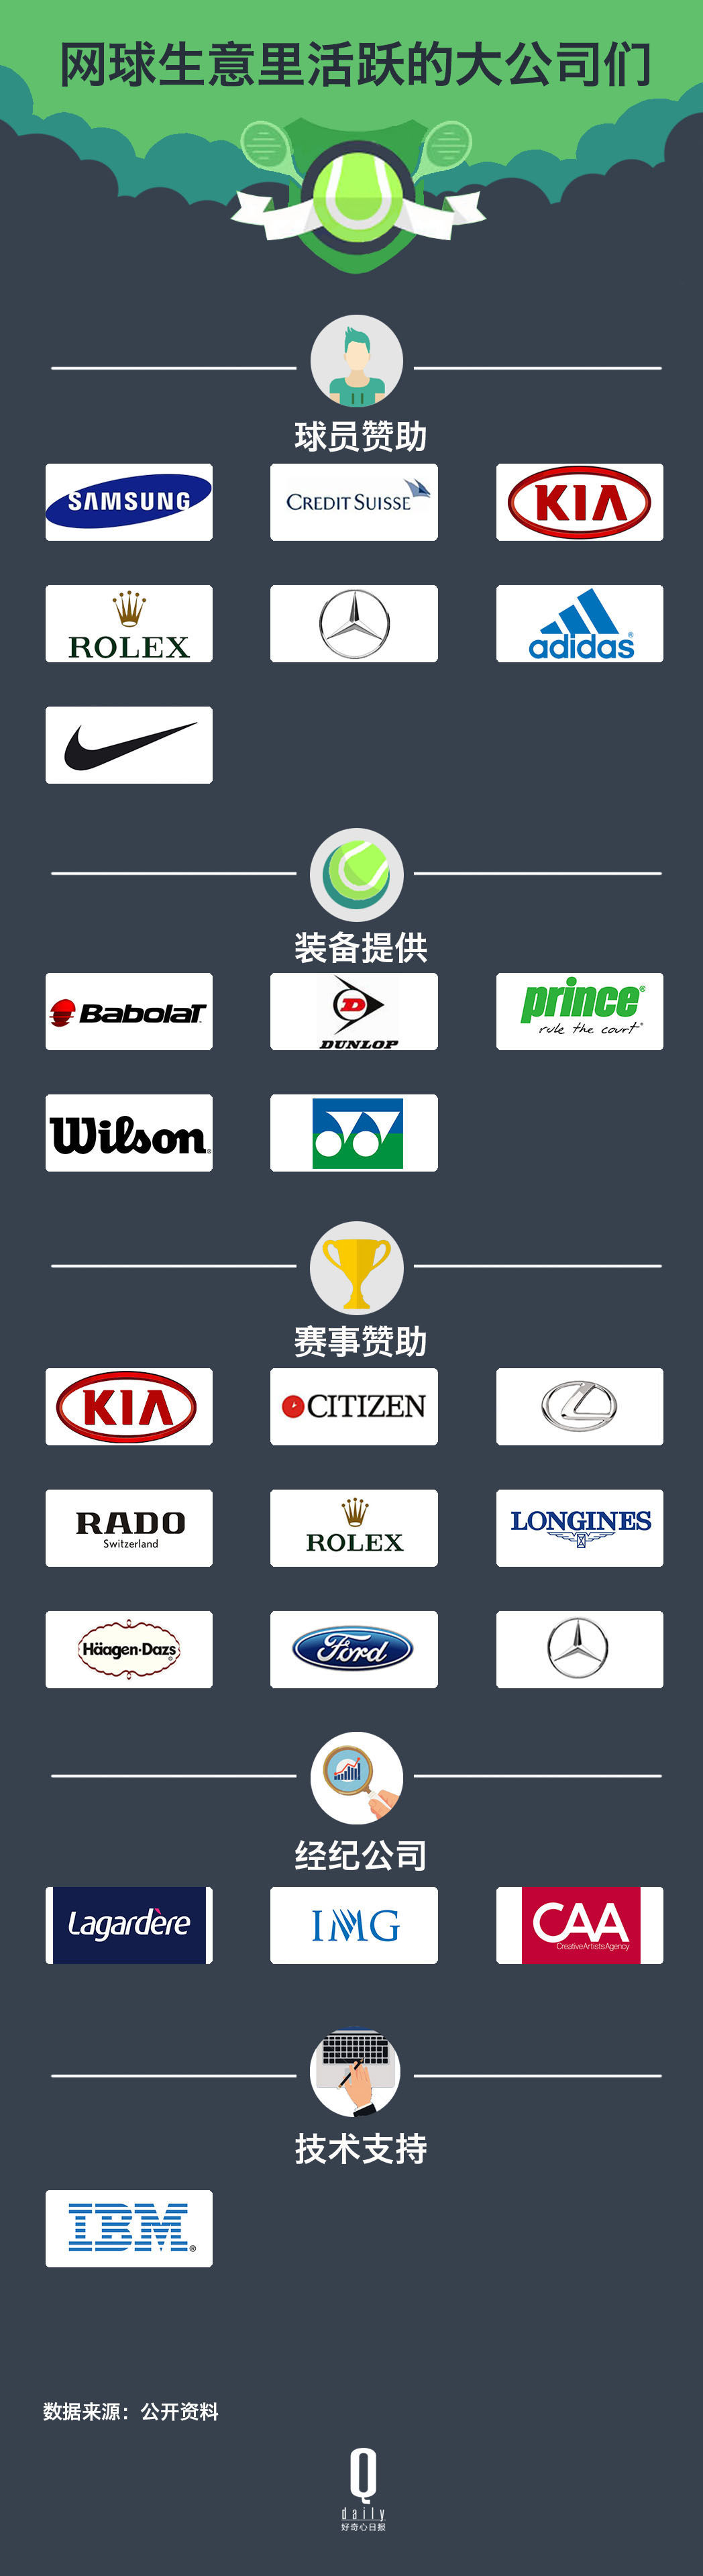 网球生意里活跃的大公司们
球员赞助
SAMSUNG
CREDIT SUISSE
KIA
ROLEX
adidas
装备提供
BabolaT
D
DUNLOP
prince
rule the court
Wilson
赛事赞助
KIA
CITIZEN
RADO
Switzerland
ROLEX
LONGINES
Häagen-Dazs
Ford
经纪公司
Lagardère
IMG
CAA
CreativeArtistsAgency
技术支持
IBM
数据来源：公开资料
Q
daily
好奇心日报